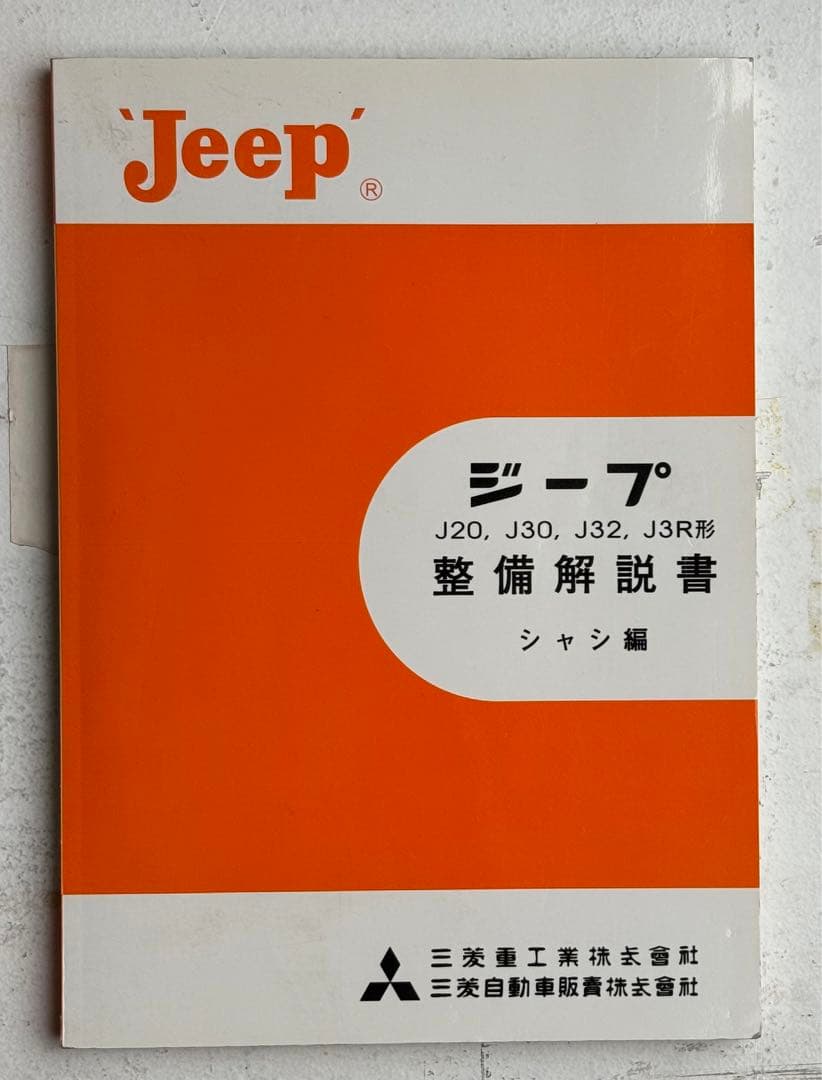 'Jeep'
®
ジープ
J20, J30, J32, J3R形
整備解説書
シャシ編
三菱重工業株式會社
三菱自動車販賣株式會社